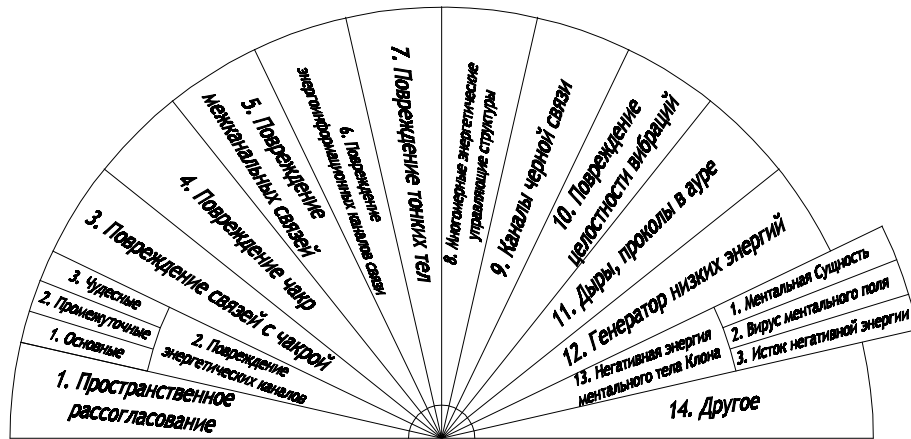 1. Пространственное
рассогласование
2. Повреждение
энергетических каналов
1. Основные
2. Промежуточные
3. Чудесные
3. Повреждение связей с чакрой
4. Повреждение чакр
5. Повреждение
межканальных связей
6. Повреждение
энергоинформационных каналов связи
7. Повреждение тонких тел
8. Многомерные энергетические
управляющие структуры
9. Каналы черной связи
10. Повреждение
целостности вибраций
11. Дыры, проколы в ауре
12. Генератор низких энергий
13. Негативная энергия
ментального тела Клона
1. Ментальная Сущность
2. Вирус ментального поля
3. Исток негативной энергии
14. Другое